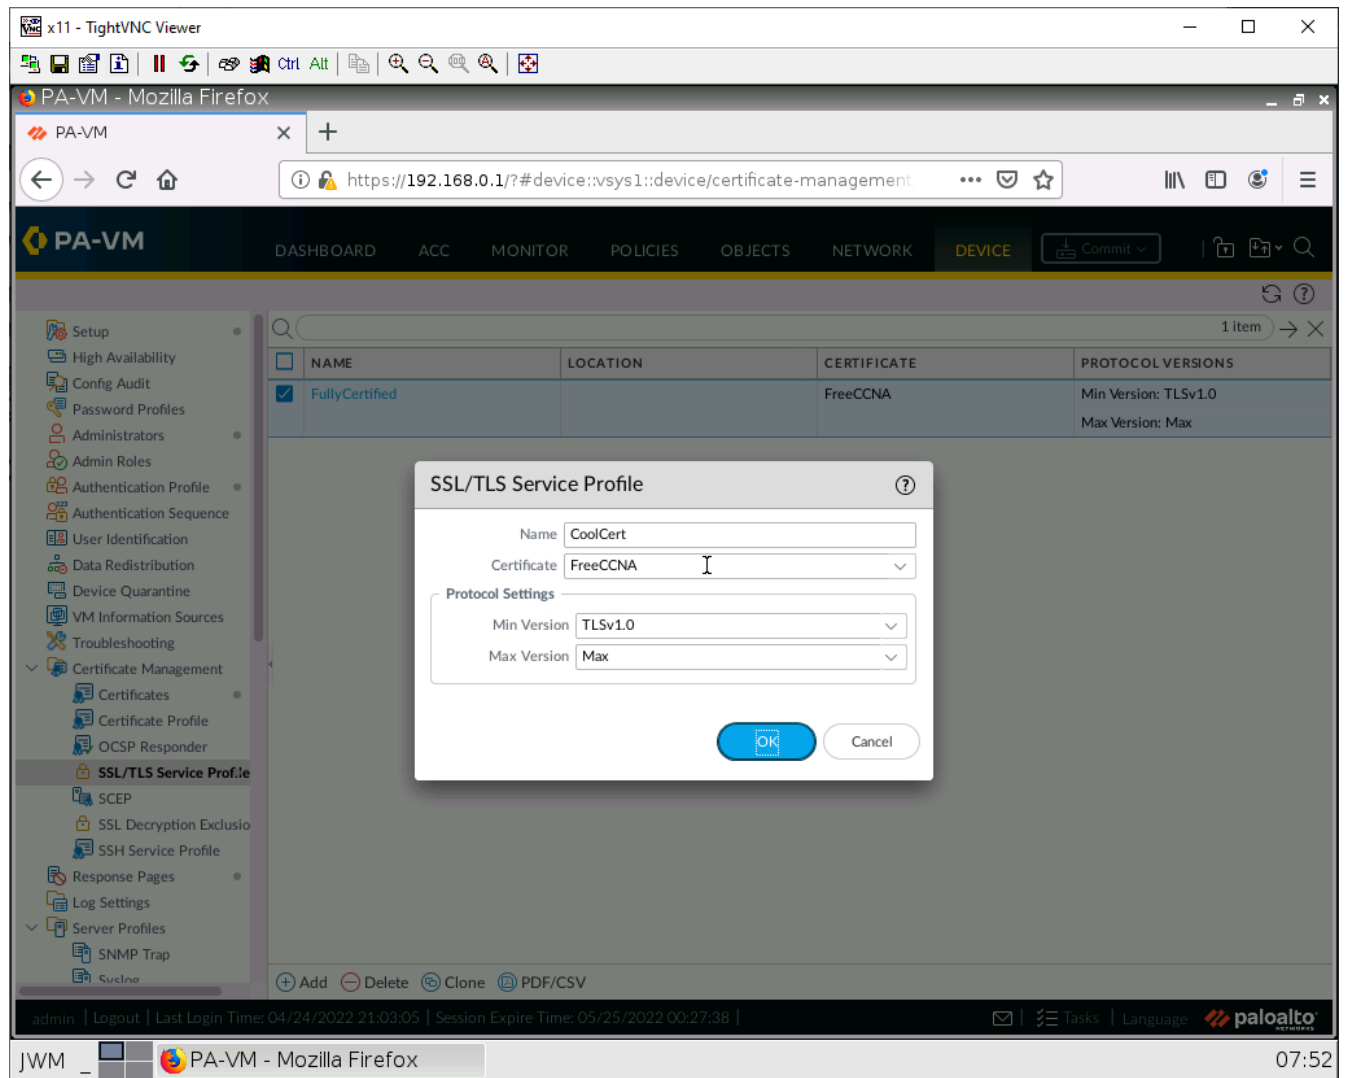 x11 - TightVNC Viewer
Ctrl Alt
PA-VM - Mozilla Firefox
PA-VM
https://192.168.0.1/?#device::vsys1::device/certificate-management
PA-VM
DASHBOARD ACC MONITOR POLICIES OBJECTS NETWORK DEVICE Commit
Setup
1 item
High Availability
NAME LOCATION CERTIFICATE PROTOCOL VERSIONS
Config Audit
FullyCertified FreeCCNA Min Version: TLSv1.0
Max Version: Max
Password Profiles
Administrators
Admin Roles
Authentication Profile
Authentication Sequence
User Identification
Data Redistribution
Device Quarantine
VM Information Sources
Troubleshooting
Certificate Management
Certificates
Certificate Profile
OCSP Responder
SSL/TLS Service Profile
SCEP
SSL Decryption Exclusio
SSH Service Profile
Response Pages
Log Settings
Server Profiles
SNMP Trap
Syslog
SSL/TLS Service Profile
Name CoolCert
Certificate FreeCCNA
Protocol Settings
Min Version TLSv1.0
Max Version Max
OK Cancel
Add Delete Clone PDF/CSV
admin | Logout | Last Login Time: 04/24/2022 21:03:05 | Session Expire Time: 05/25/2022 00:27:38 | Tasks | Language paloalto NETWORKS
JWM PA-VM - Mozilla Firefox 07:52